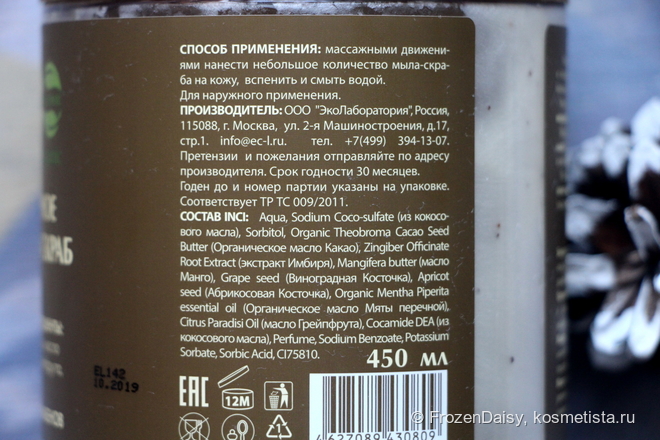 СПОСОБ ПРИМЕНЕНИЯ: массажными движени-
ями нанести небольшое количество мыла-скра-
ба на кожу, вспенить и смыть водой.
Для наружного применения.
ПРОИЗВОДИТЕЛЬ: ООО "ЭкоЛаборатория", Россия,
115088, г. Москва, ул. 2-я Машиностроения, д.17,
стр.1. info@ec-l.ru. тел. +7(499) 394-13-07.
Претензии и пожелания отправляйте по адресу
производителя. Срок годности 30 месяцев.
Годен до и номер партии указаны на упаковке.
Соответствует ТР ТС 009/2011.
СОСТАВ INCI: Aqua, Sodium Coco-sulfate (из кокосо-
вого масла), Sorbitol, Organic Theobroma Cacao Seed
Butter (Органическое масло Какао), Zingiber Officinate
Root Extract (экстракт Имбиря), Mangifera butter (масло
Манго), Grape seed (Виноградная Косточка), Apricot
seed (Абрикосовая Косточка), Organic Mentha Piperita
essential oil (Органическое масло Мяты перечной),
Citrus Paradisi Oil (масло Грейпфрута), Cocamide DEA (из
кокосового масла), Perfume, Sodium Benzoate, Potassium
Sorbate, Sorbic Acid, CI75810.
450 мл
EL142
10.2019
EAC
12M
4627089 430809
© FrozenDaisy, kosmetista.ru